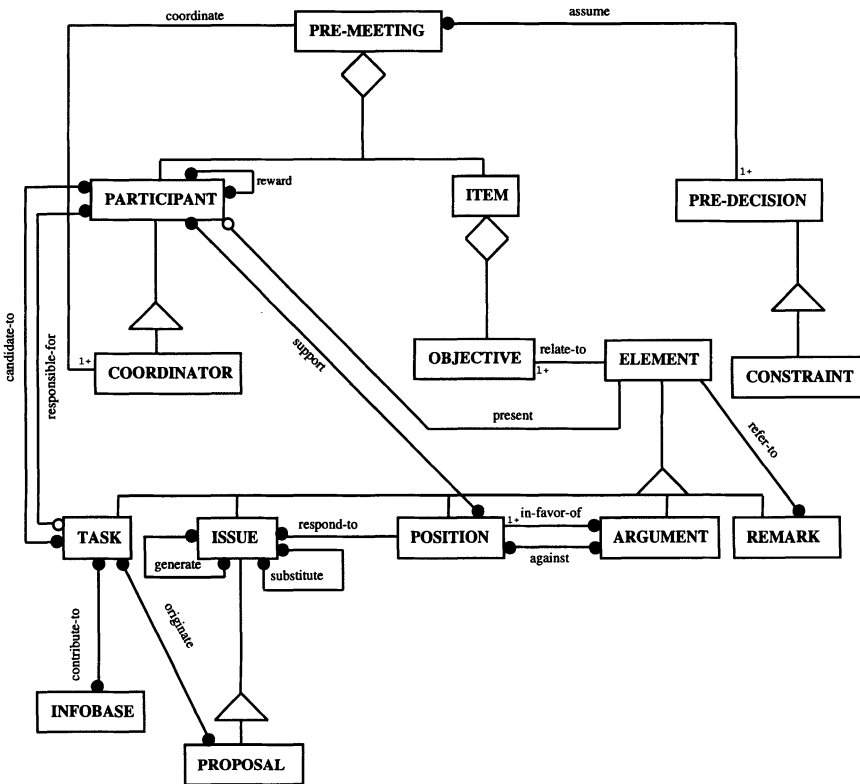 coordinate
PRE-MEETING
assume
reward
1+
PARTICIPANT
ITEM
PRE-DECISION
candidate-to
responsible-for
support
1+
COORDINATOR
OBJECTIVE
relate-to
1+
ELEMENT
CONSTRAINT
present
refer-to
TASK
ISSUE
respond-to
POSITION
1+
in-favor-of
against
ARGUMENT
REMARK
generate
substitute
contribute-to
originate
INFOBASE
PROPOSAL